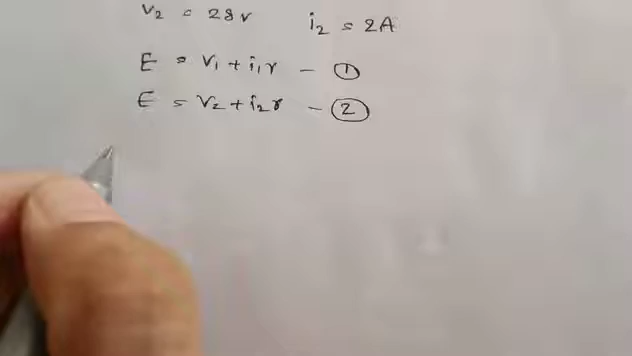 v₂ = 28v i₂ = 2A
E = v₁ + i₁r - ①
E = v₂ + i₂r - ②